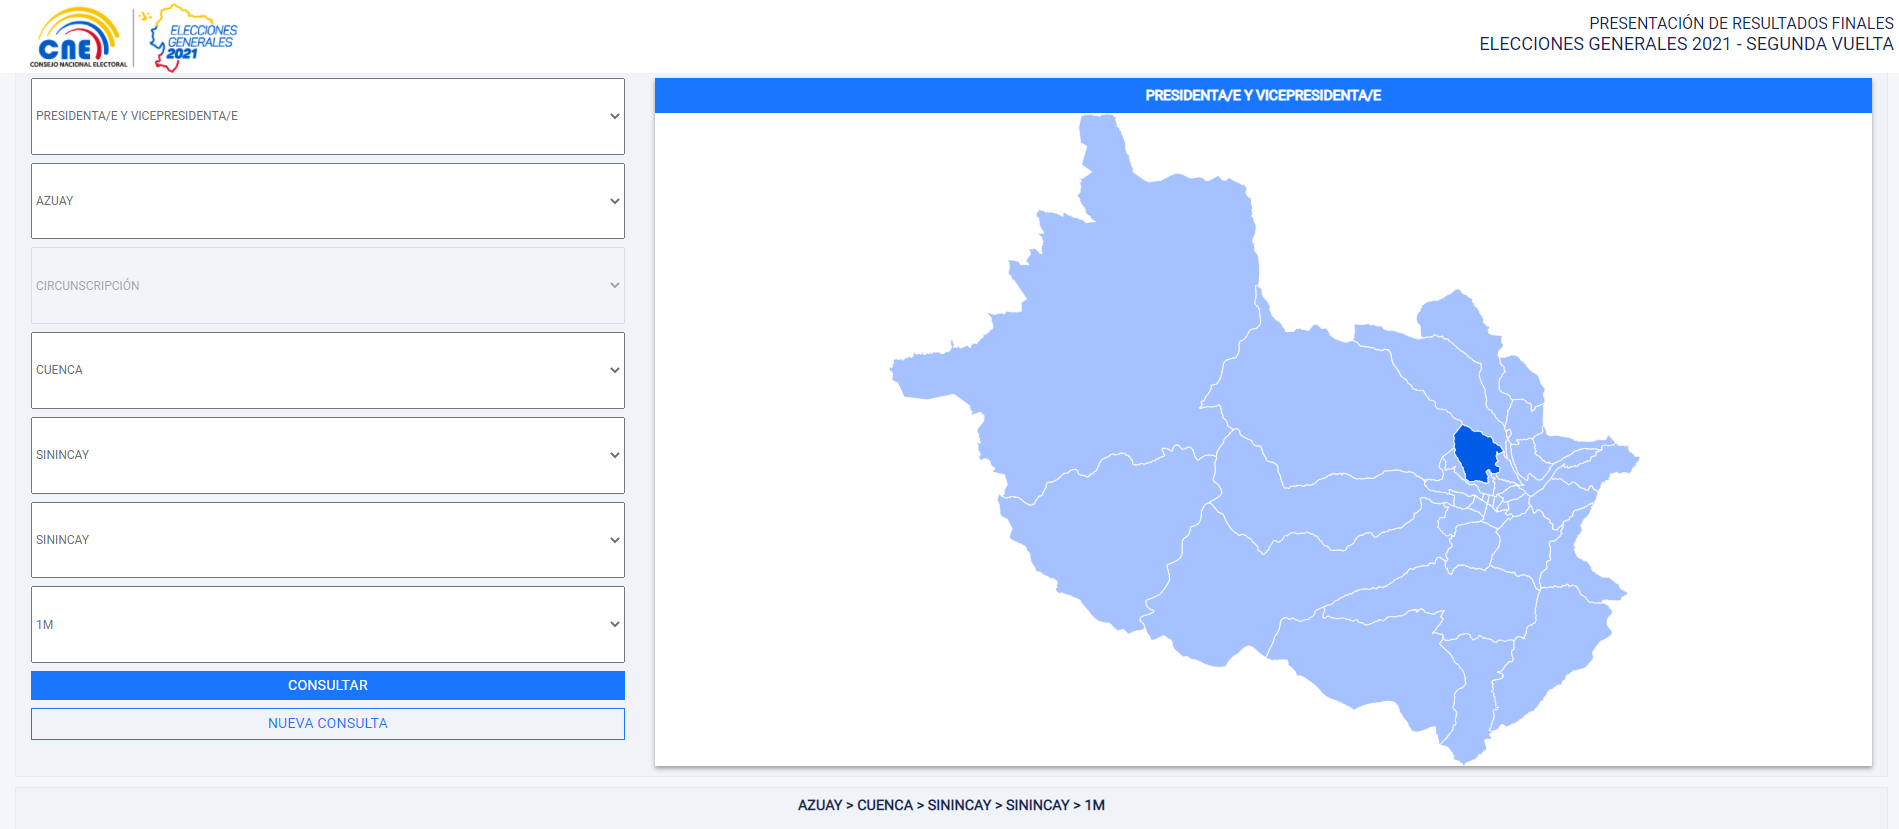 CNE
CONSEJO NACIONAL ELECTORAL
ELECCIONES
GENERALES
2021
PRESENTACIÓN DE RESULTADOS FINALES
ELECCIONES GENERALES 2021 - SEGUNDA VUELTA
PRESIDENTA/E Y VICEPRESIDENTA/E
AZUAY
CIRCUNSCRIPCIÓN
CUENCA
SININCAY
SININCAY
1M
CONSULTAR
NUEVA CONSULTA
PRESIDENTA/E Y VICEPRESIDENTA/E
AZUAY > CUENCA > SININCAY > SININCAY > 1M